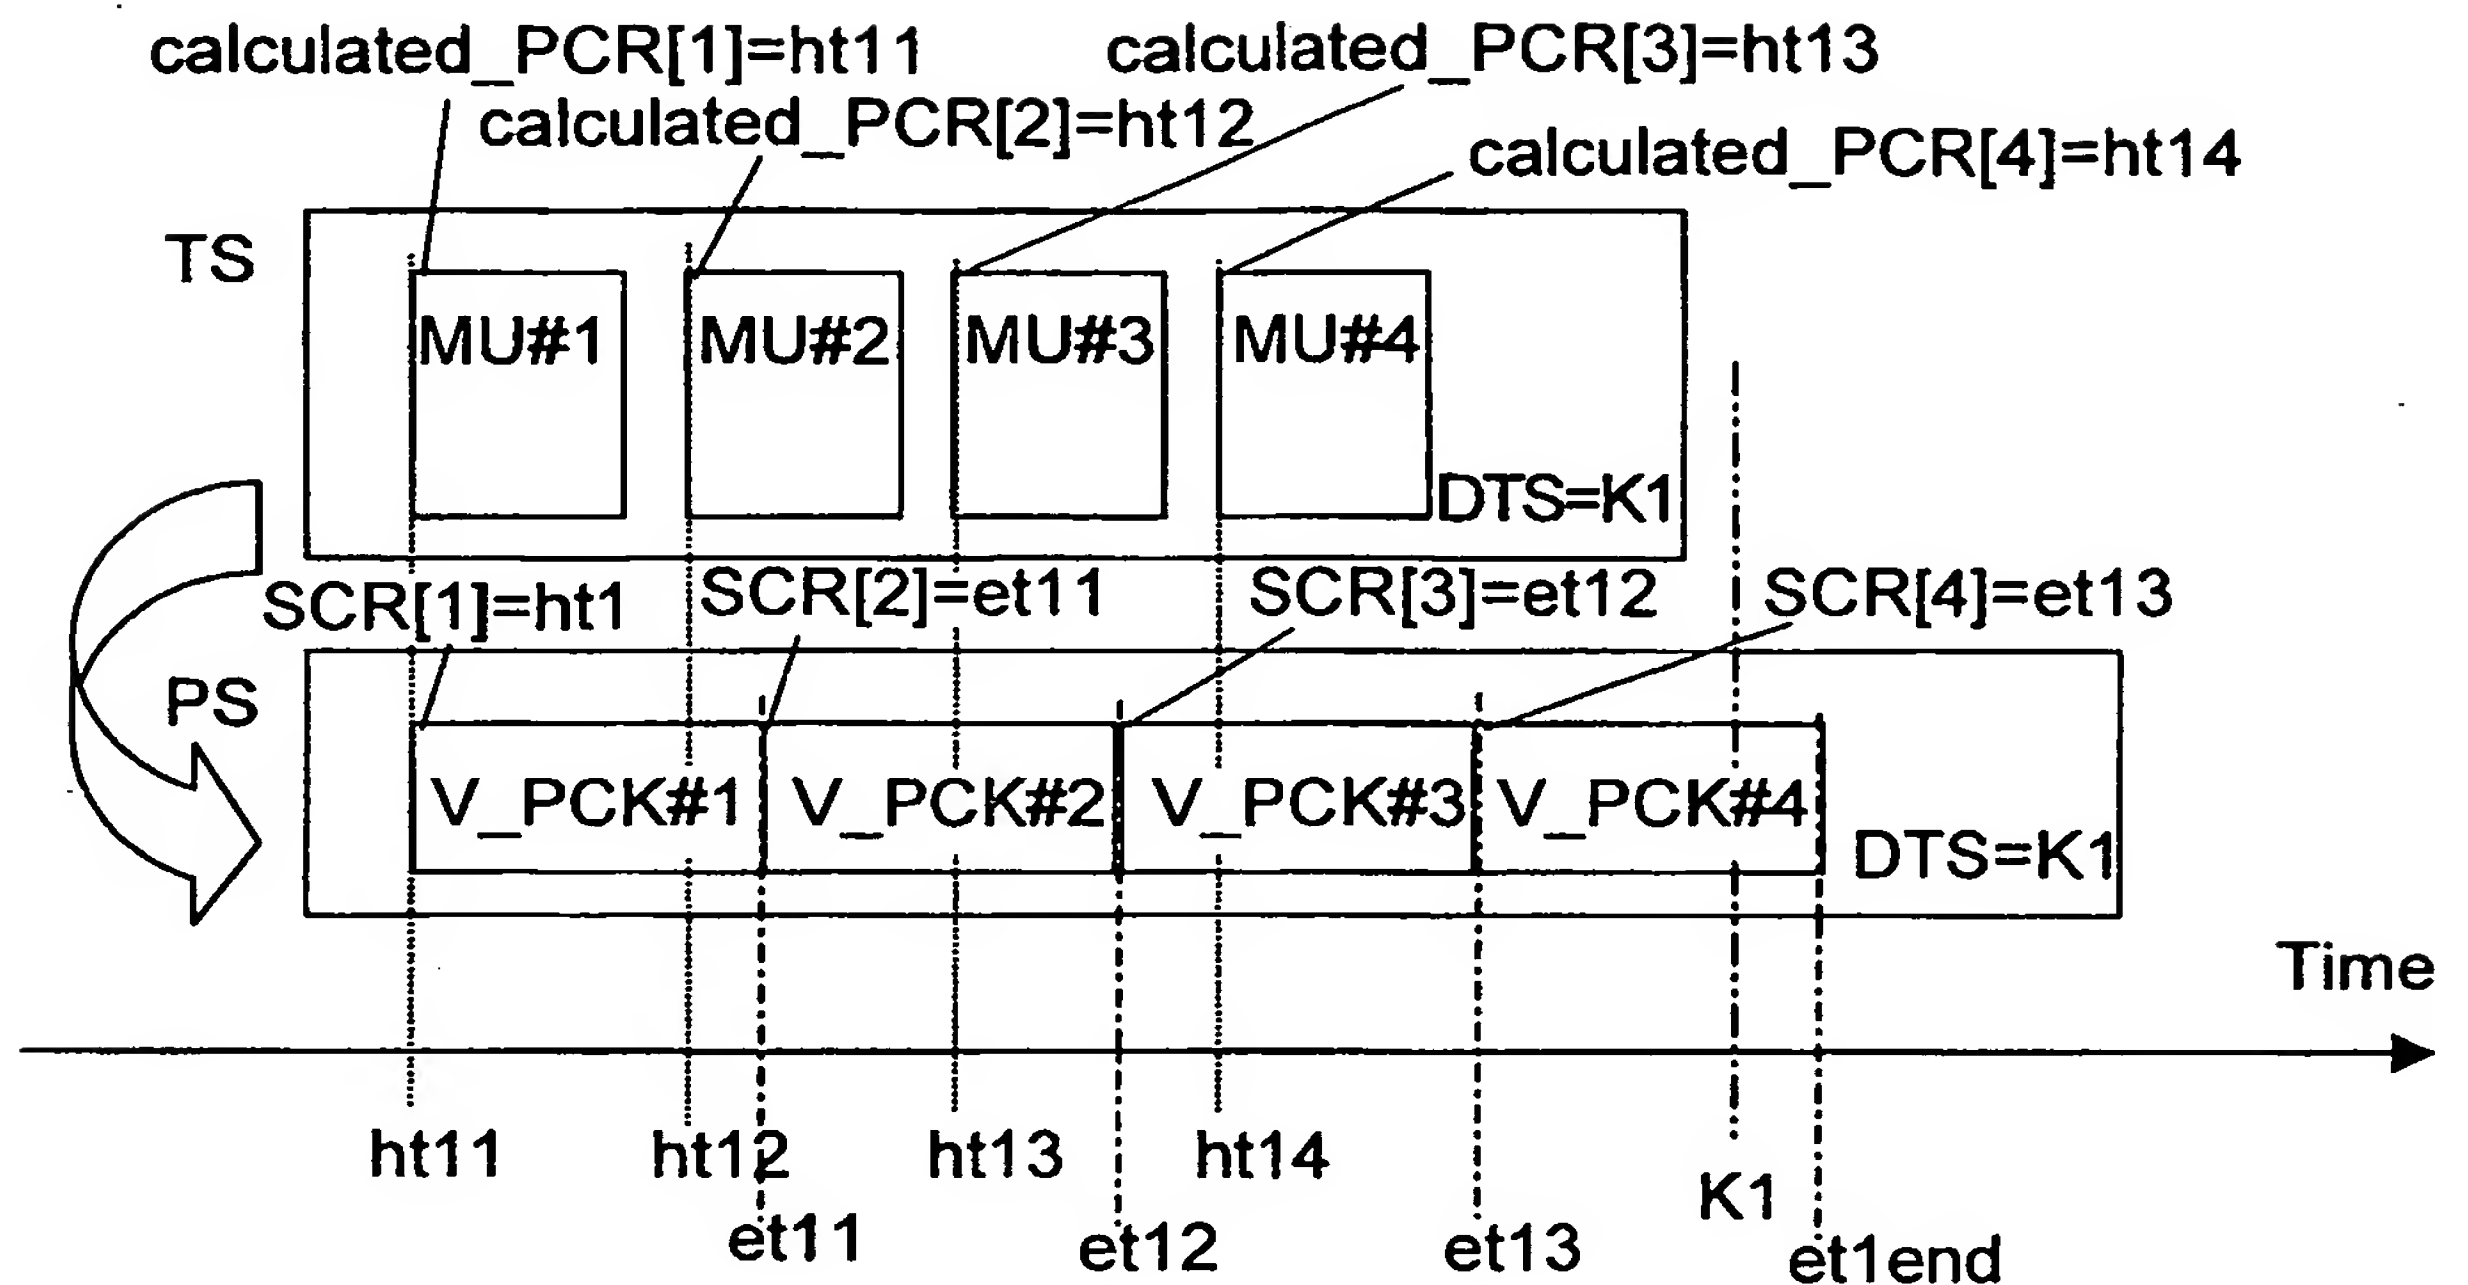 calculated_PCR[1]=ht11
calculated_PCR[3]=ht13
calculated_PCR[2]=ht12
calculated_PCR[4]=ht14
TS
MU#1
MU#2
MU#3
MU#4
DTS=K1
SCR[1]=ht1
SCR[2]=et11
SCR[3]=et12
SCR[4]=et13
PS
V_PCK#1
V_PCK#2
V_PCK#3
V_PCK#4
DTS=K1
Time
ht11
ht12
ht13
ht14
K1
et11
et12
et13
et1end